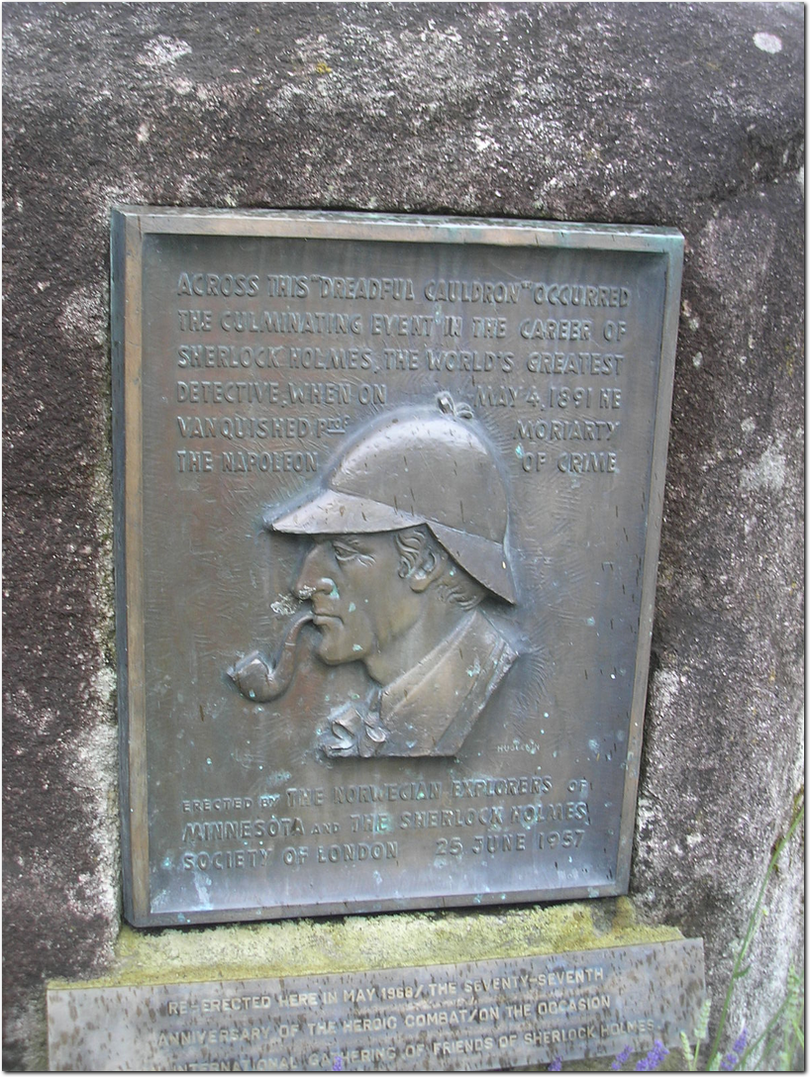 ACROSS THIS "DREADFUL CAULDRON" OCCURRED
THE CULMINATING EVENT IN THE CAREER OF
SHERLOCK HOLMES, THE WORLD'S GREATEST
DETECTIVE, WHEN ON MAY 4, 1891 HE
VANQUISHED Prof. MORIARTY
THE NAPOLEON OF CRIME
ERECTED BY THE NORWEGIAN EXPLORERS OF
MINNESOTA AND THE SHERLOCK HOLMES
SOCIETY OF LONDON 25 JUNE 1957
RE-ERECTED HERE IN MAY 1968/THE SEVENTY-SEVENTH
ANNIVERSARY OF THE HEROIC COMBAT/ON THE OCCASION
INTERNATIONAL GATHERING OF FRIENDS OF SHERLOCK HOLMES